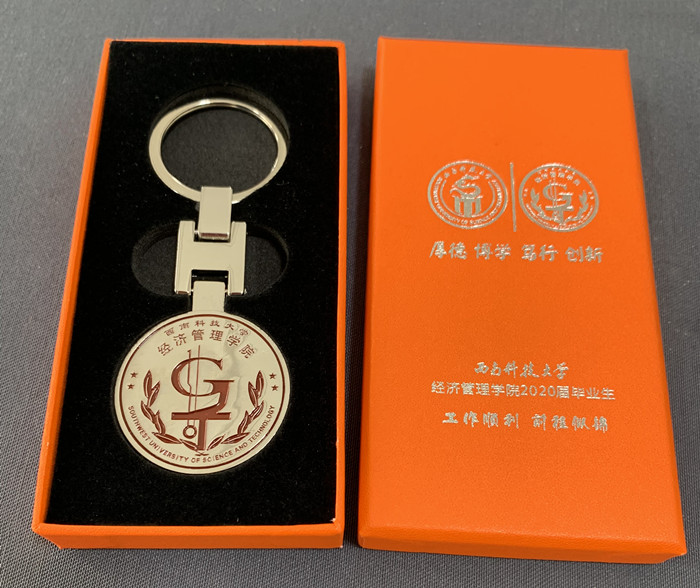 西南科技大学
经济管理学院
SOUTHWEST UNIVERSITY OF SCIENCE AND TECHNOLOGY
厚德 博学 笃行 创新
西南科技大学
经济管理学院2020届毕业生
工作顺利 前程似锦